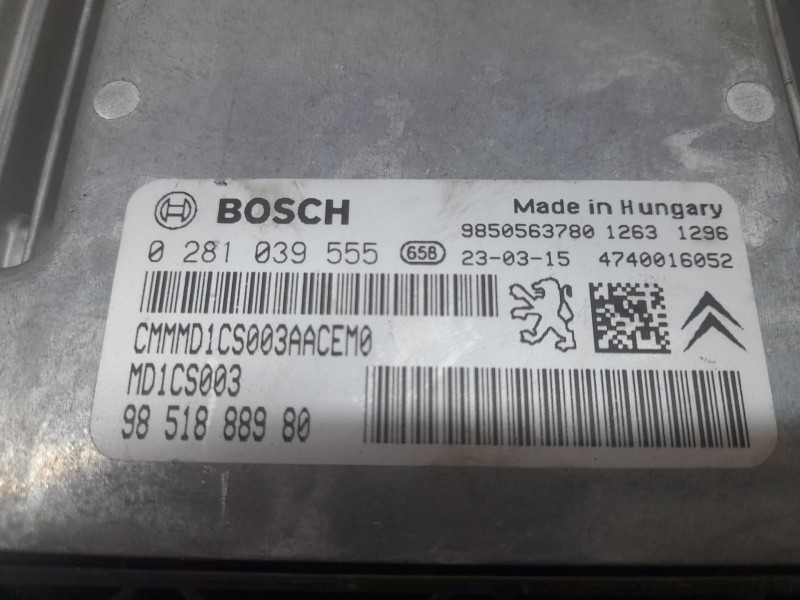 BOSCH
Made in Hungary
9850563780 1263 1296
0 281 039 555 658
23-03-15 4740016052
CMMMD1CS003AACEM0
MD1CS003
98 518 889 80